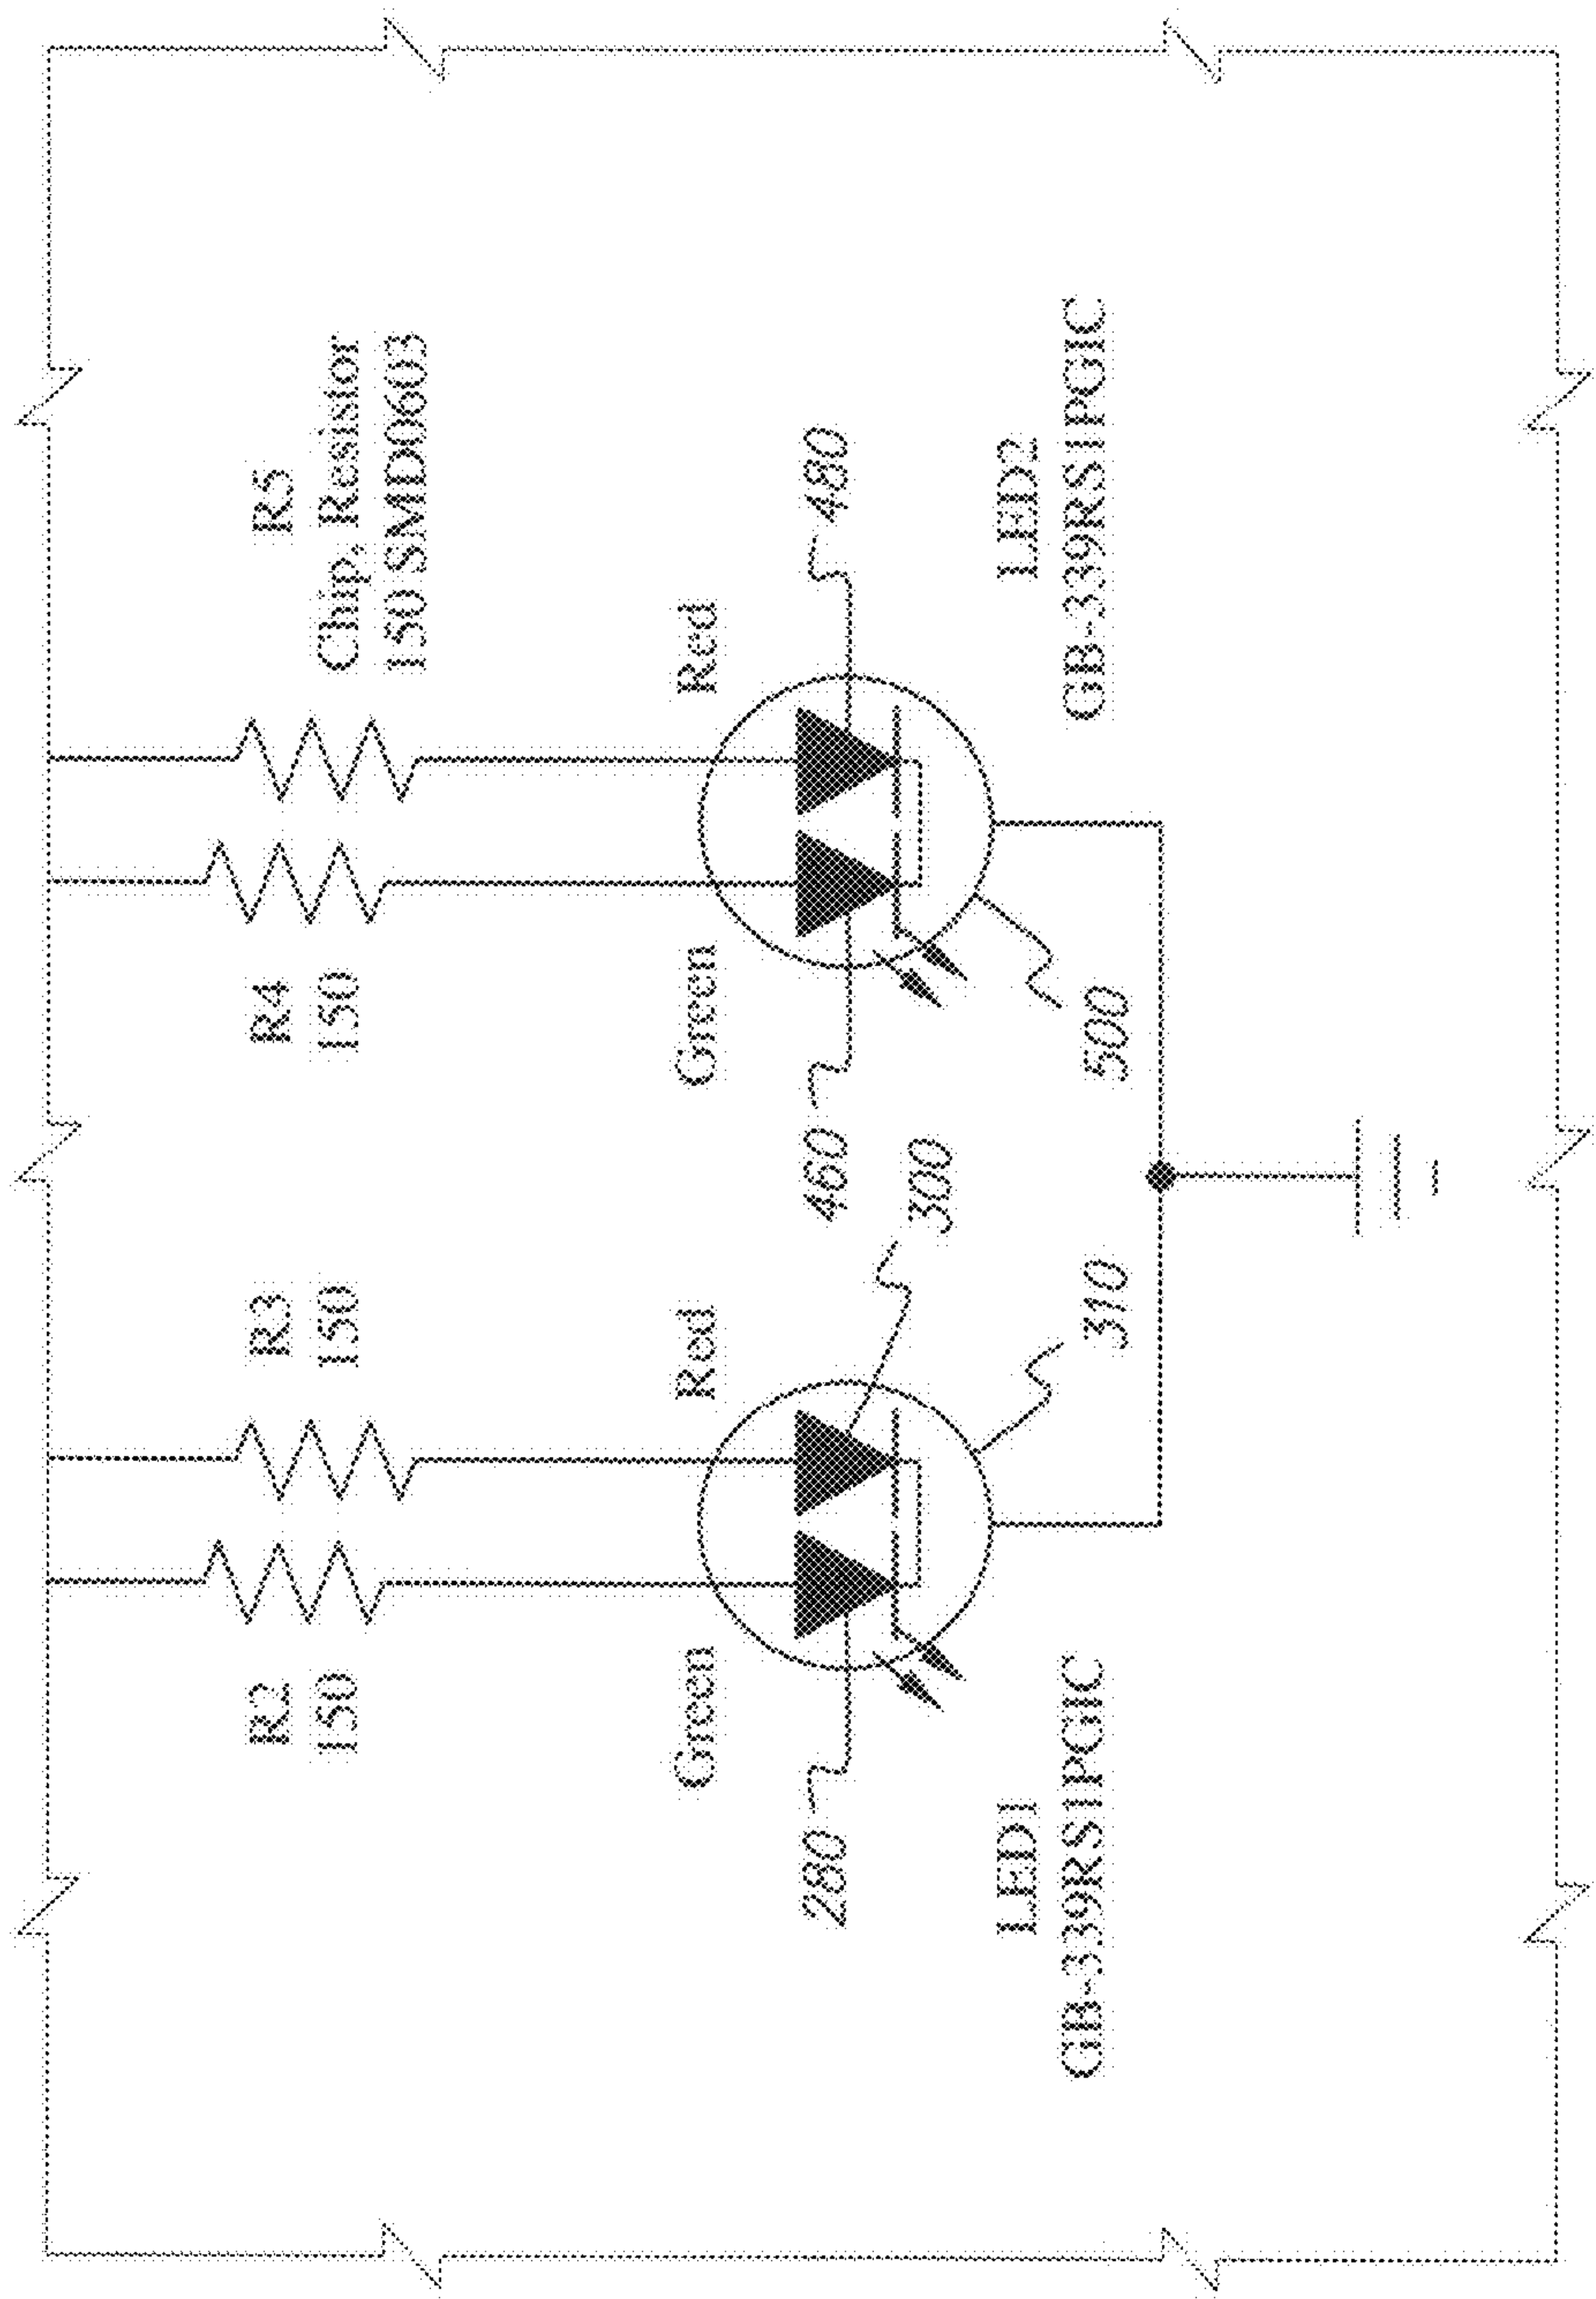 R2
150
R3
150
R4
150
R5
Chip, Resistor
150 SMD0603
Green
Red
Green
Red
280
300
460
480
LED1
GB-339RS1PGIC
310
500
LED2
GB-339RS1PGIC